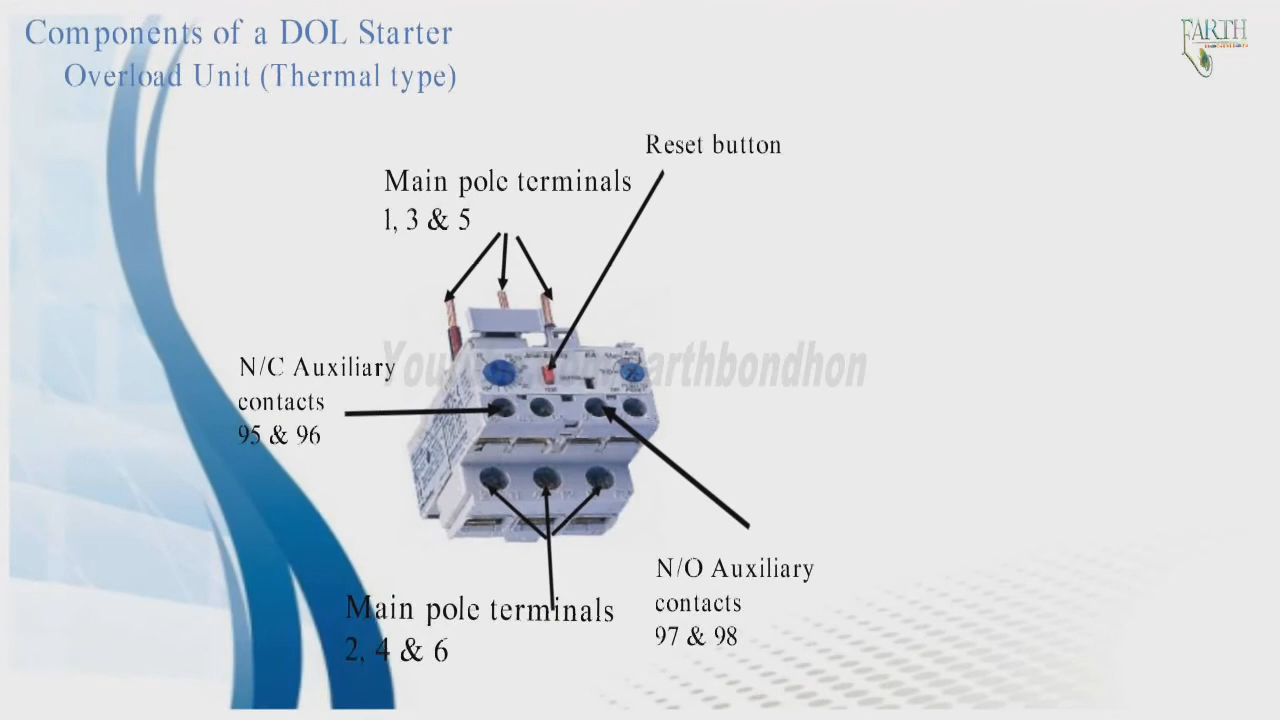 Components of a DOL Starter
Overload Unit (Thermal type)
EARTH
Reset button
Main pole terminals
1, 3 & 5
N/C Auxiliary
contacts
95 & 96
N/O Auxiliary
contacts
97 & 98
Main pole terminals
2, 4 & 6